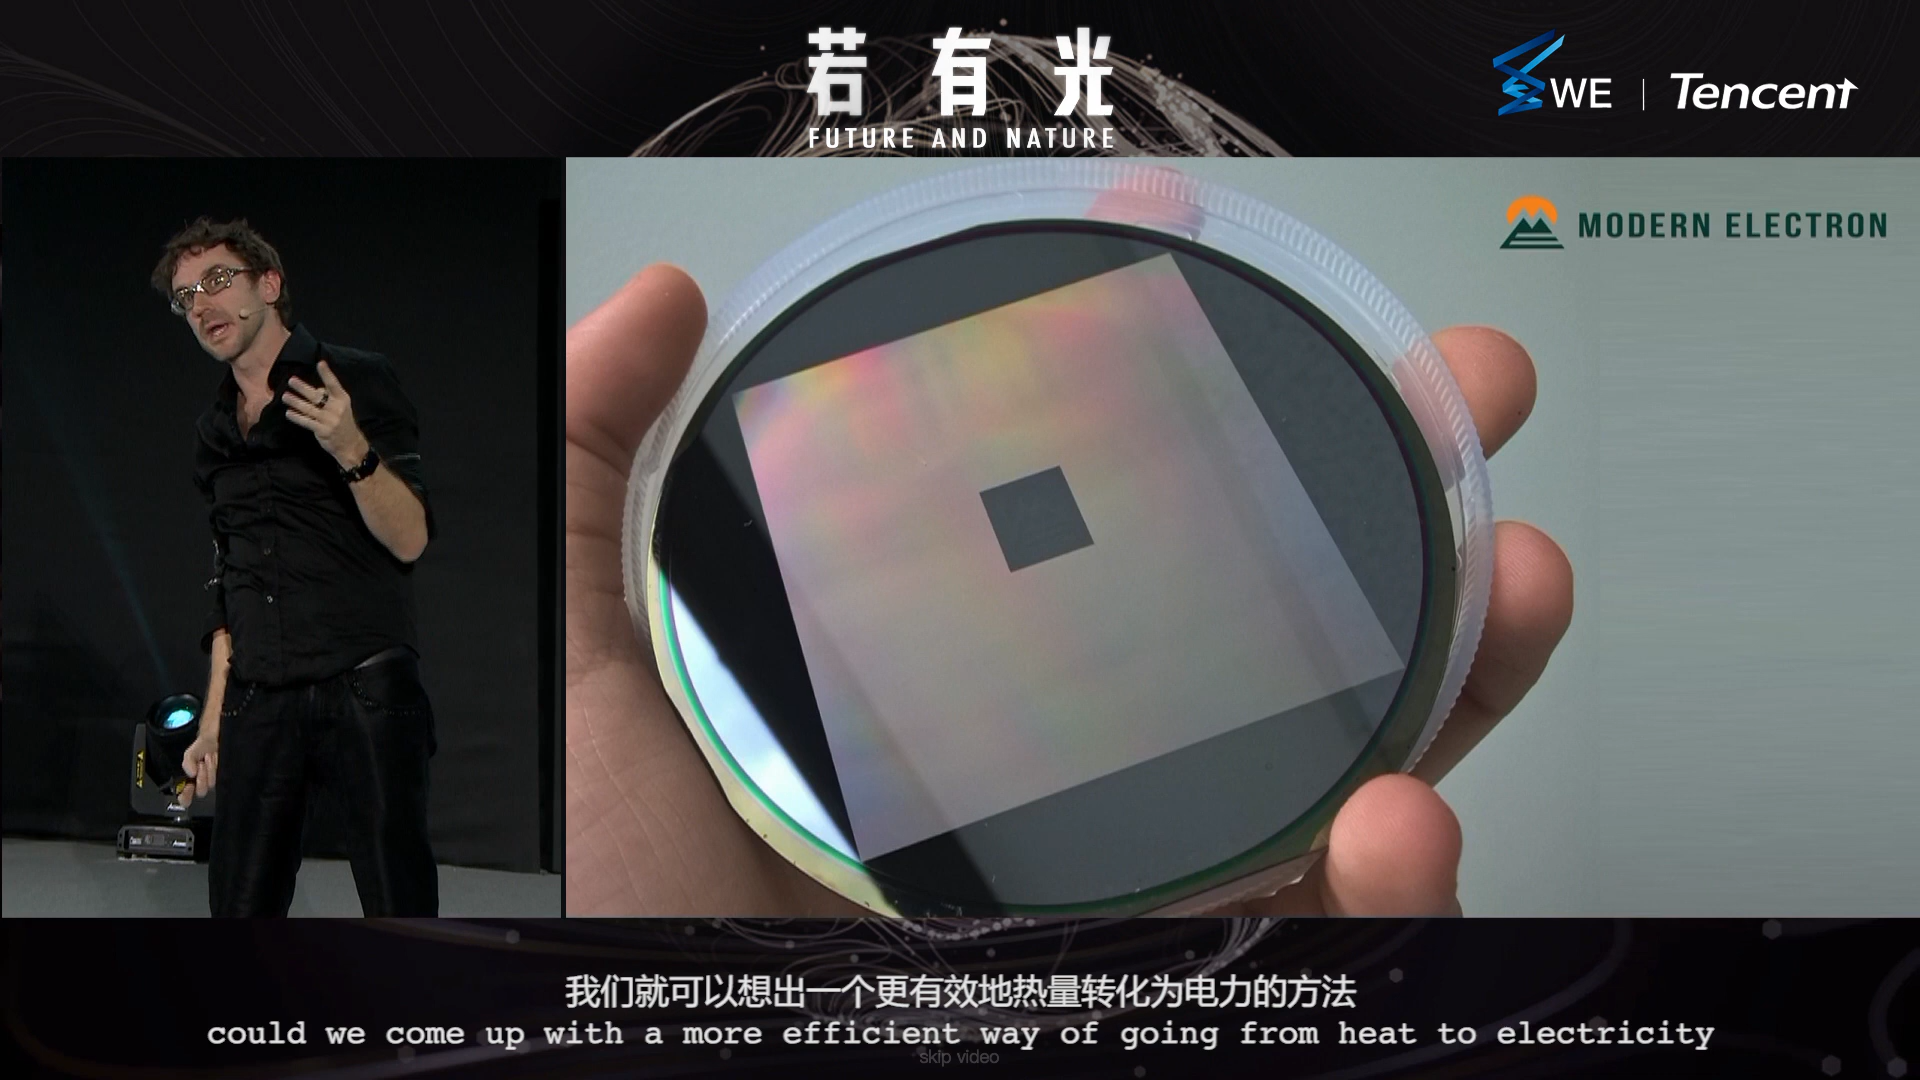 若有光
FUTURE AND NATURE
WE | Tencent
MODERN ELECTRON
我们就可以想出一个更有效地热量转化为电力的方法
could we come up with a more efficient way of going from heat to electricity
skip video